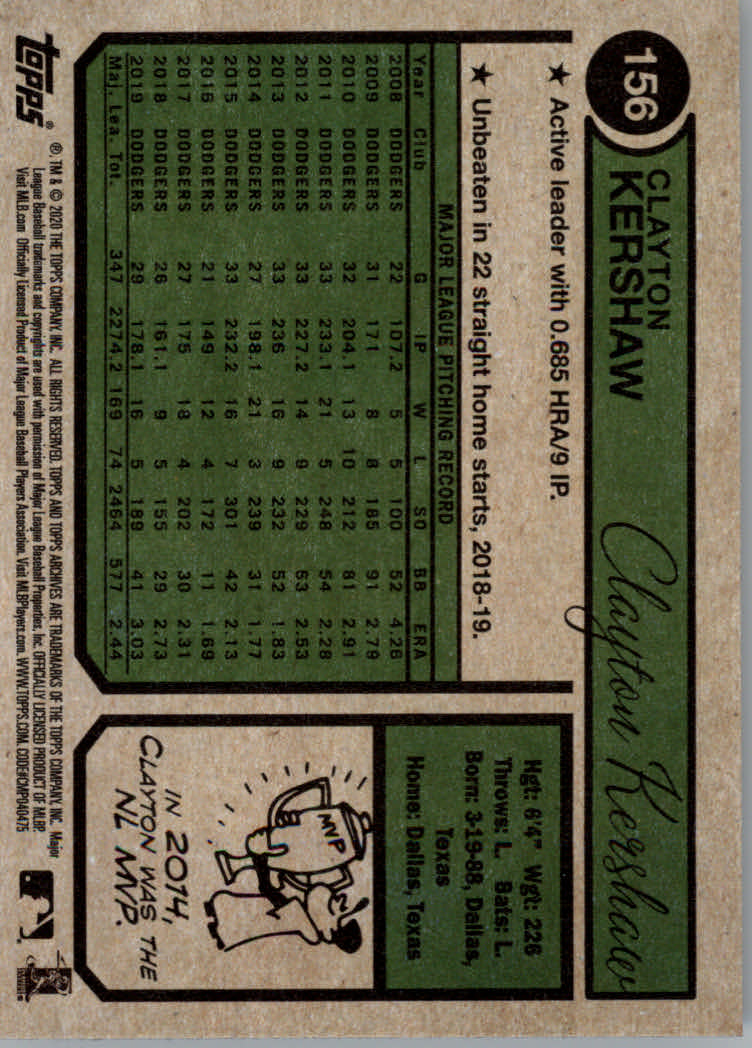 156
CLAYTON
KERSHAW
Clayton Kershaw
★ Active leader with 0.685 HRA/9 IP.
★ Unbeaten in 22 straight home starts, 2018-19.
MAJOR LEAGUE PITCHING RECORD
Year Club G IP W L SO BB ERA
2008 DODGERS 22 107.2 5 5 100 52 4.26
2009 DODGERS 31 171 8 8 185 91 2.79
2010 DODGERS 32 204.1 13 10 212 81 2.91
2011 DODGERS 33 233.1 21 5 248 54 2.28
2012 DODGERS 33 227.2 14 9 229 63 2.53
2013 DODGERS 33 236 16 9 232 52 1.83
2014 DODGERS 27 198.1 21 3 239 31 1.77
2015 DODGERS 33 232.2 16 7 301 42 2.13
2016 DODGERS 21 149 12 4 172 11 1.69
2017 DODGERS 27 175 18 4 202 30 2.31
2018 DODGERS 26 161.1 9 5 155 29 2.73
2019 DODGERS 29 178.1 16 5 189 41 3.03
Maj. Lea. Tot. 347 2274.2 169 74 2464 577 2.44
Hgt: 6'4" Wgt: 226
Throws: L. Bats: L.
Born: 3-19-88, Dallas,
Texas
Home: Dallas, Texas
MVP
IN 2014,
CLAYTON WAS THE
NL MVP.
topps®
®, TM & © 2020 THE TOPPS COMPANY, INC. ALL RIGHTS RESERVED. TOPPS AND TOPPS ARCHIVES ARE TRADEMARKS OF THE TOPPS COMPANY, INC. Major
League Baseball trademarks and copyrights are used with permission of Major League Baseball Properties, Inc. OFFICIALLY LICENSED PRODUCT OF MLBP.
Visit MLB.com Officially Licensed Product of Major League Baseball Players Association. Visit MLBPlayers.com. WWW.TOPPS.COM. CODE#CMP040475